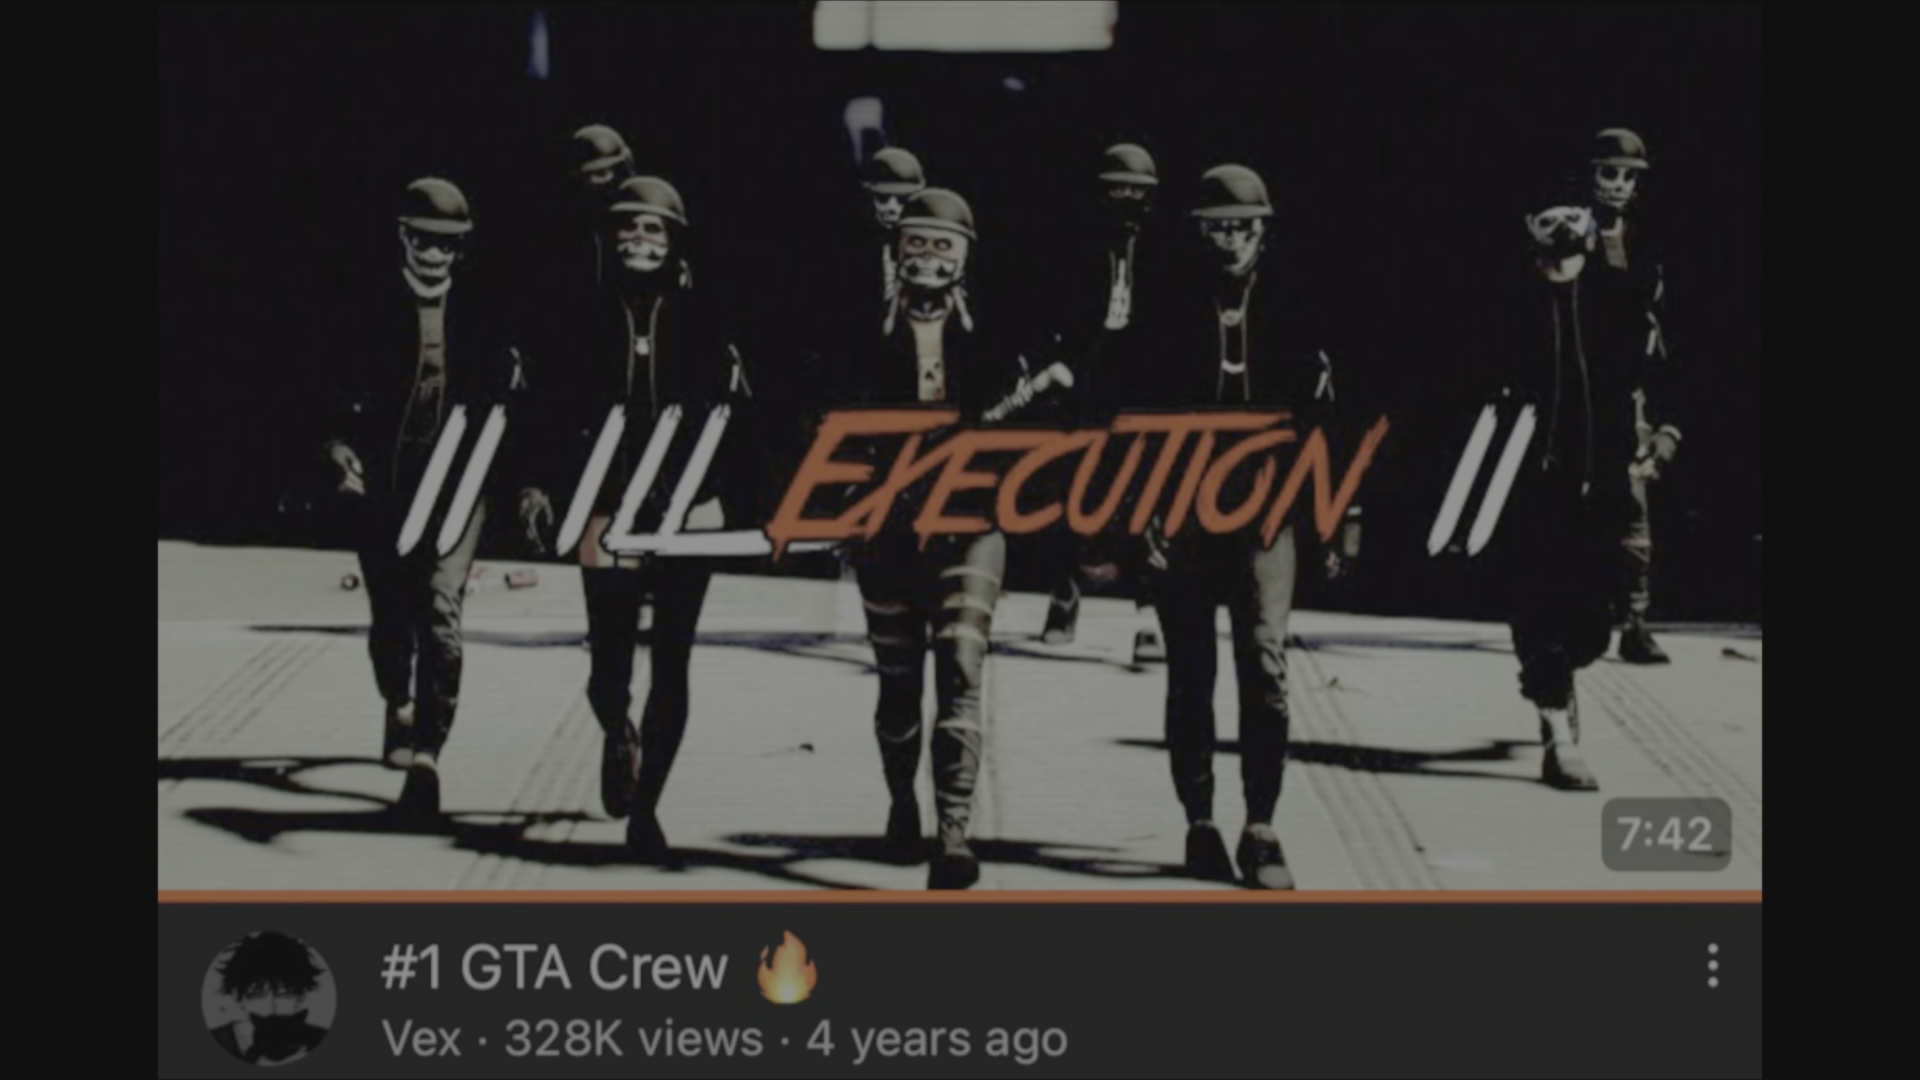 // ILL EXECUTION //
7:42
#1 GTA Crew 🔥
Vex · 328K views · 4 years ago